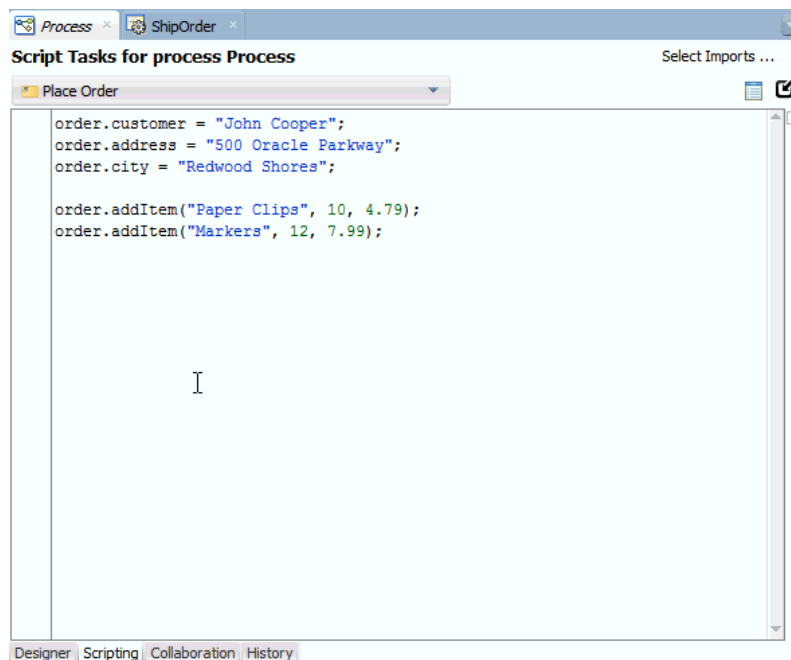 Process ShipOrder
Script Tasks for process Process Select Imports ...
Place Order
order.customer = "John Cooper";
order.address = "500 Oracle Parkway";
order.city = "Redwood Shores";
order.addItem("Paper Clips", 10, 4.79);
order.addItem("Markers", 12, 7.99);
Designer Scripting Collaboration History